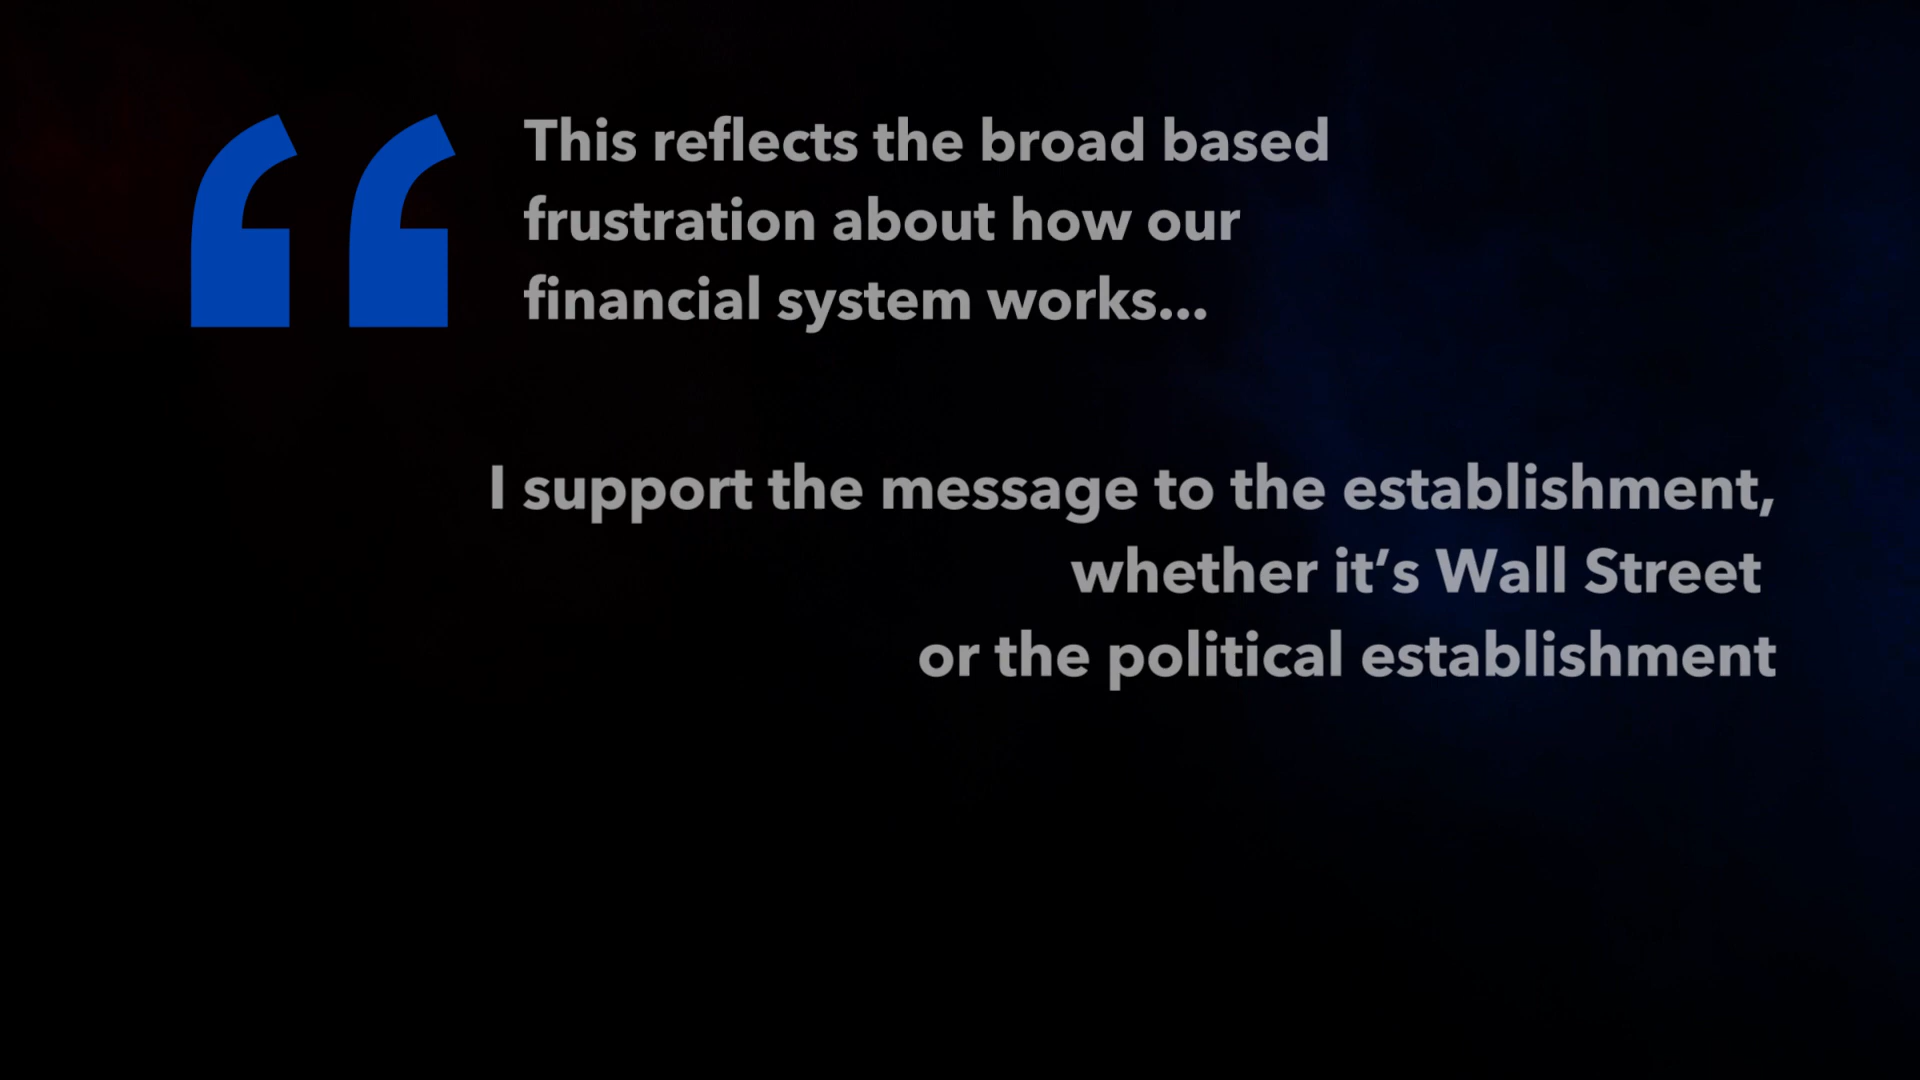 “
This reflects the broad based
frustration about how our
financial system works...
I support the message to the establishment,
whether it’s Wall Street
or the political establishment